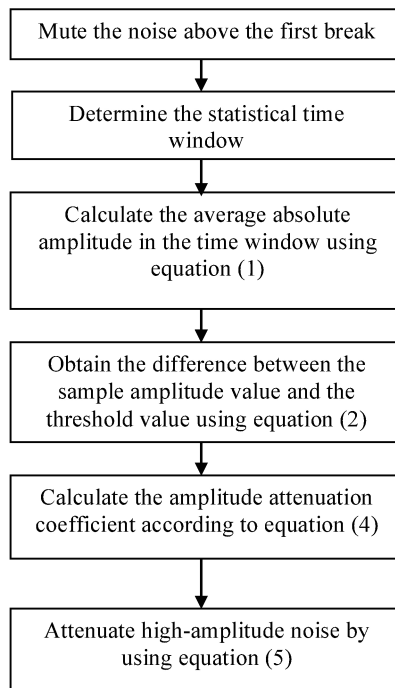 Mute the noise above the first break
Determine the statistical time
window
Calculate the average absolute
amplitude in the time window using
equation (1)
Obtain the difference between the
sample amplitude value and the
threshold value using equation (2)
Calculate the amplitude attenuation
coefficient according to equation (4)
Attenuate high-amplitude noise by
using equation (5)